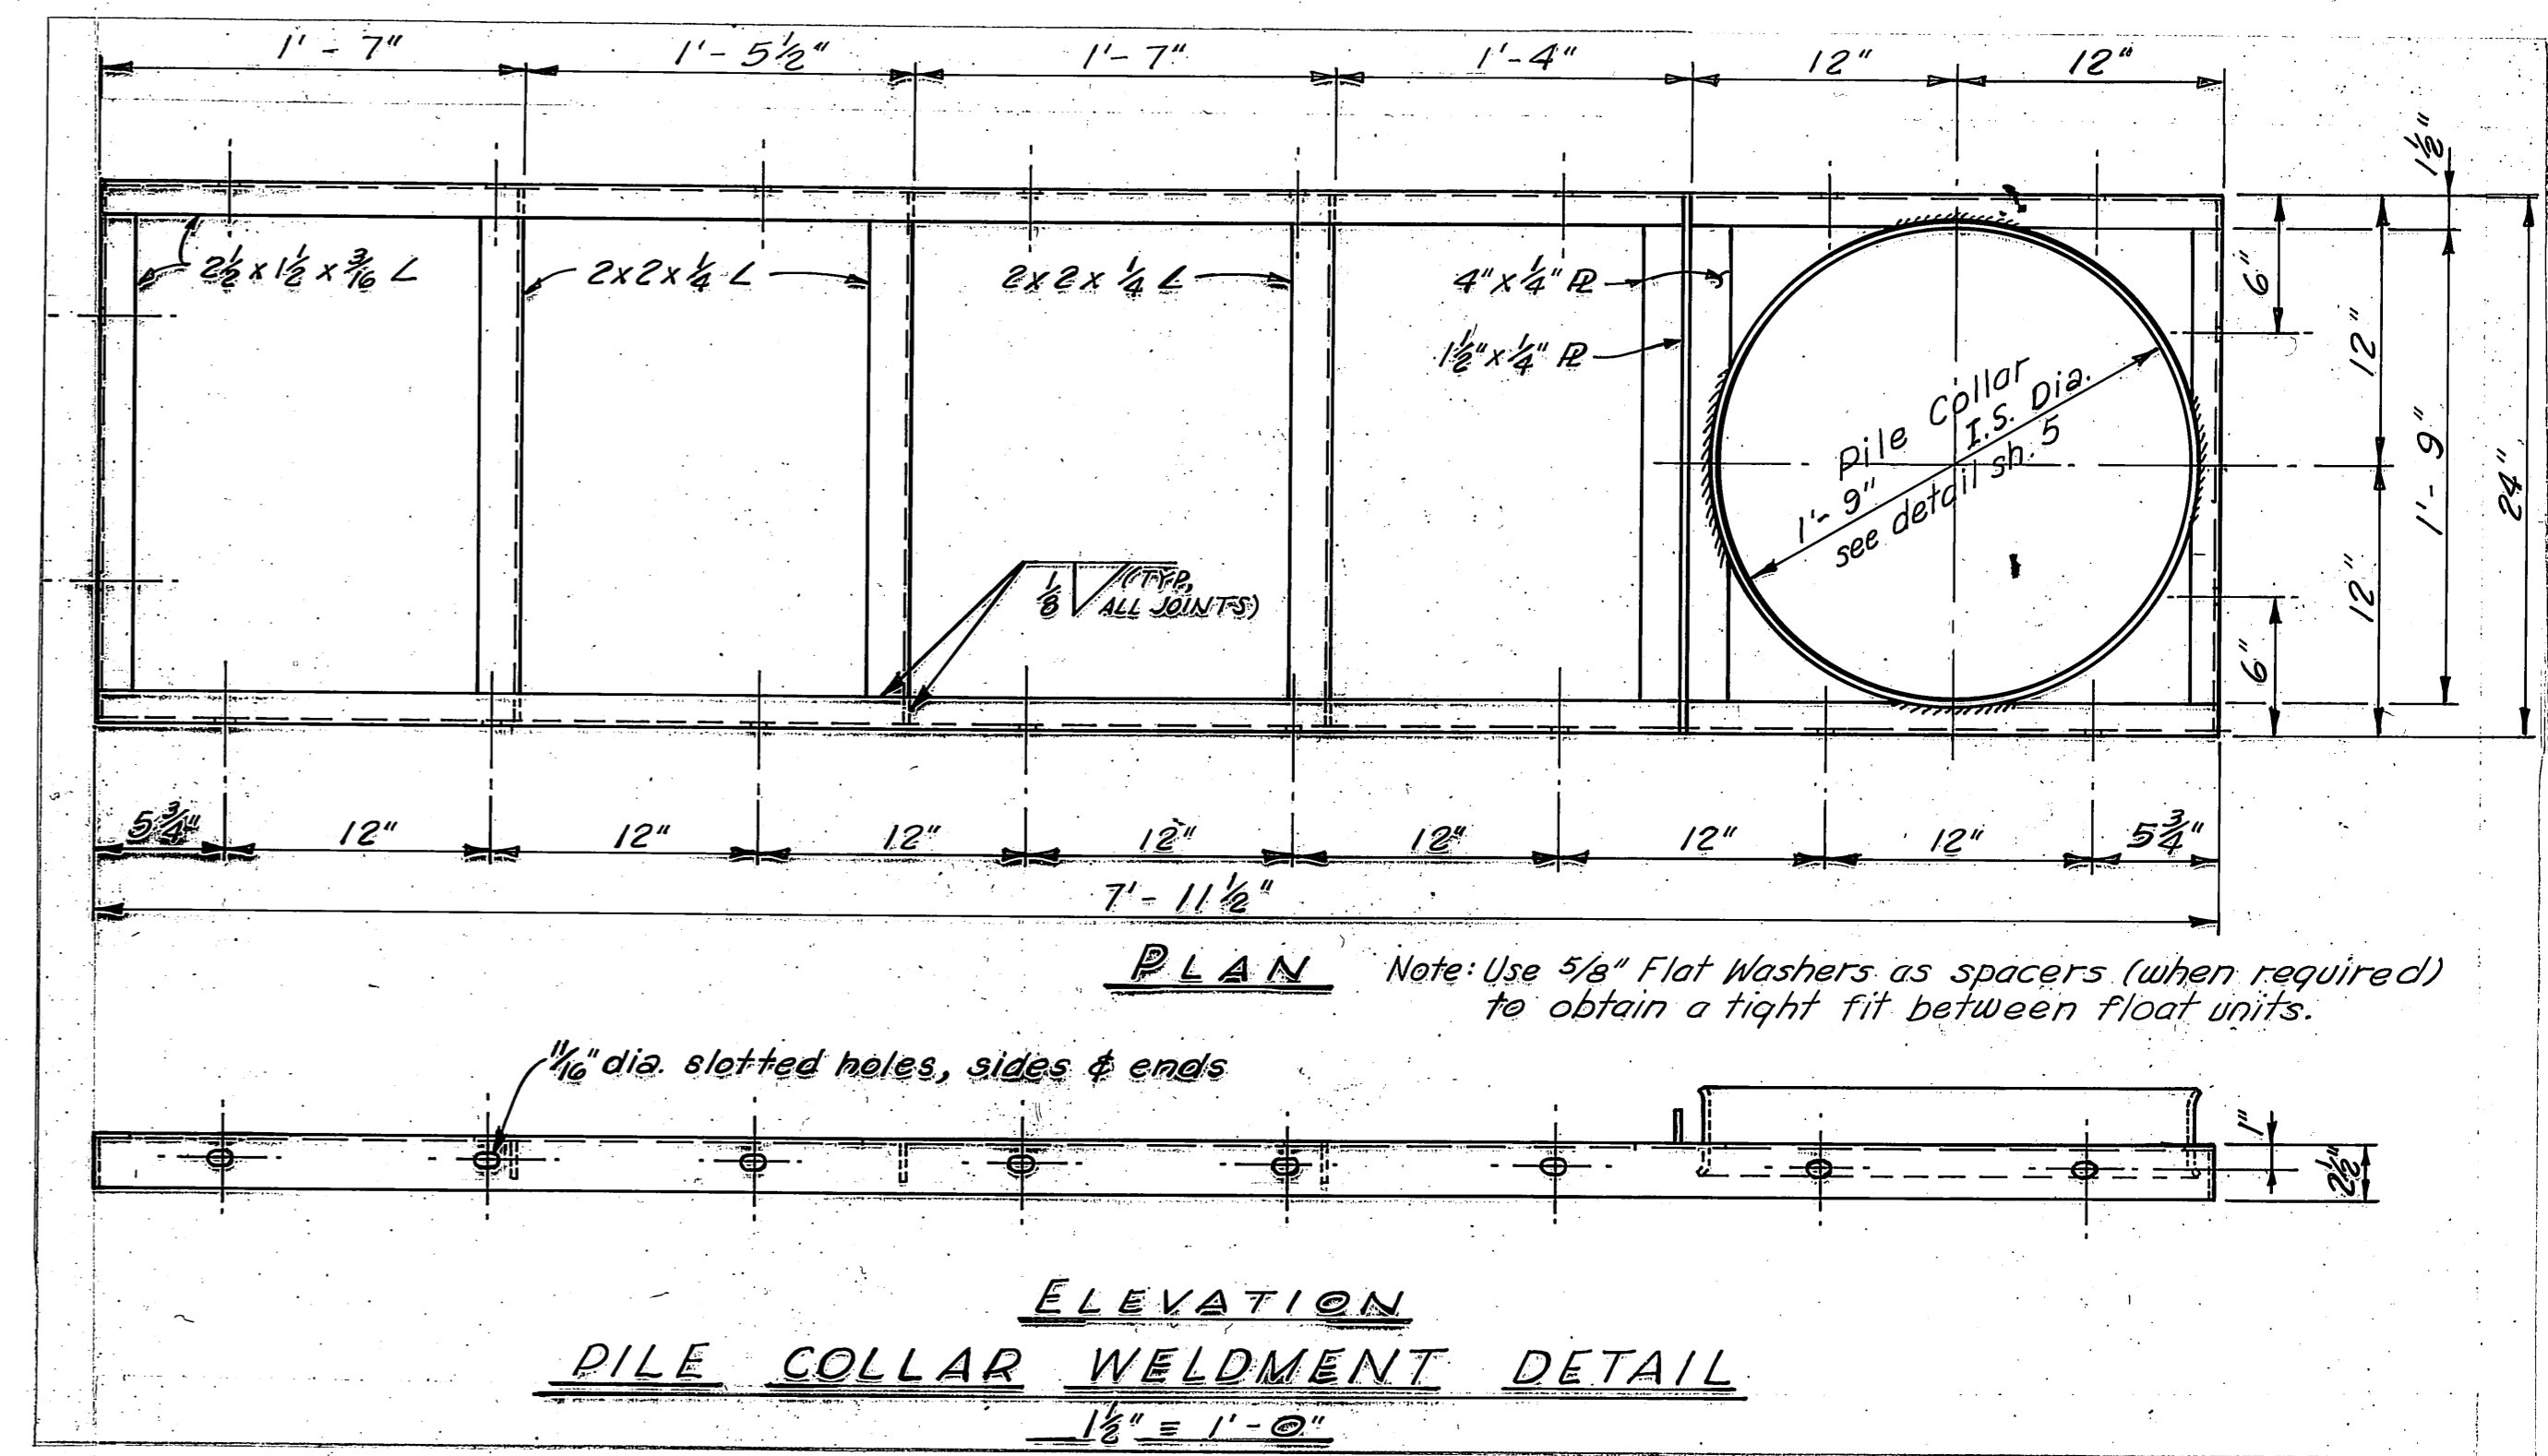 1'-7" 1'-5½" 1'-7" 1'-4" 12" 12"
1½"
2½x1½x3/16 L
2x2x¼ L
2x2x¼ L
4"x¼" PL
1½"x¼" PL
6"
12"
1'-9"
24"
12"
6"
Pile Collar
1'-9" I.S. Dia.
see detail sh. 5
1/8 (TYP,
ALL JOINTS)
5¾" 12" 12" 12" 12" 12" 12" 12" 5¾"
7'-11½"
PLAN
Note: Use 5/8" Flat Washers as spacers (when required)
to obtain a tight fit between float units.
11/16" dia. slotted holes, sides & ends
1"
2½"
ELEVATION
PILE COLLAR WELDMENT DETAIL
1½" = 1'-0"